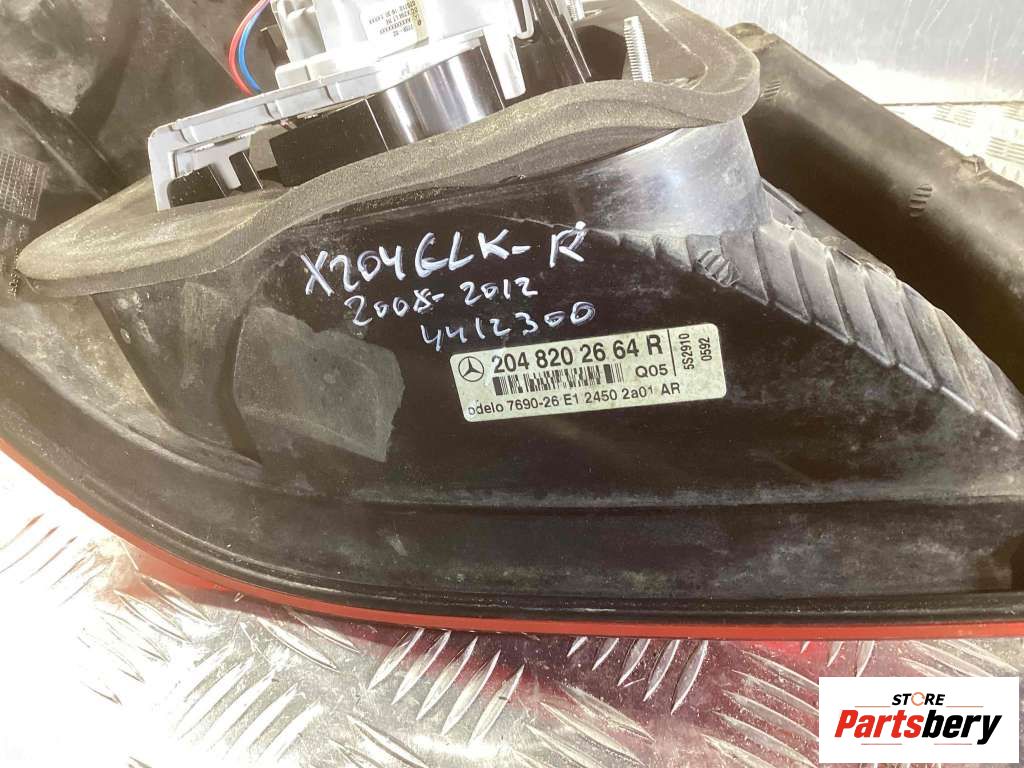 X204 GLK-R
2008-2012
4412300
204 820 26 64 R
Q05
5S2910
0592
odelo 7690-26 E1 2450 2a01 AR
STORE
Partsbery